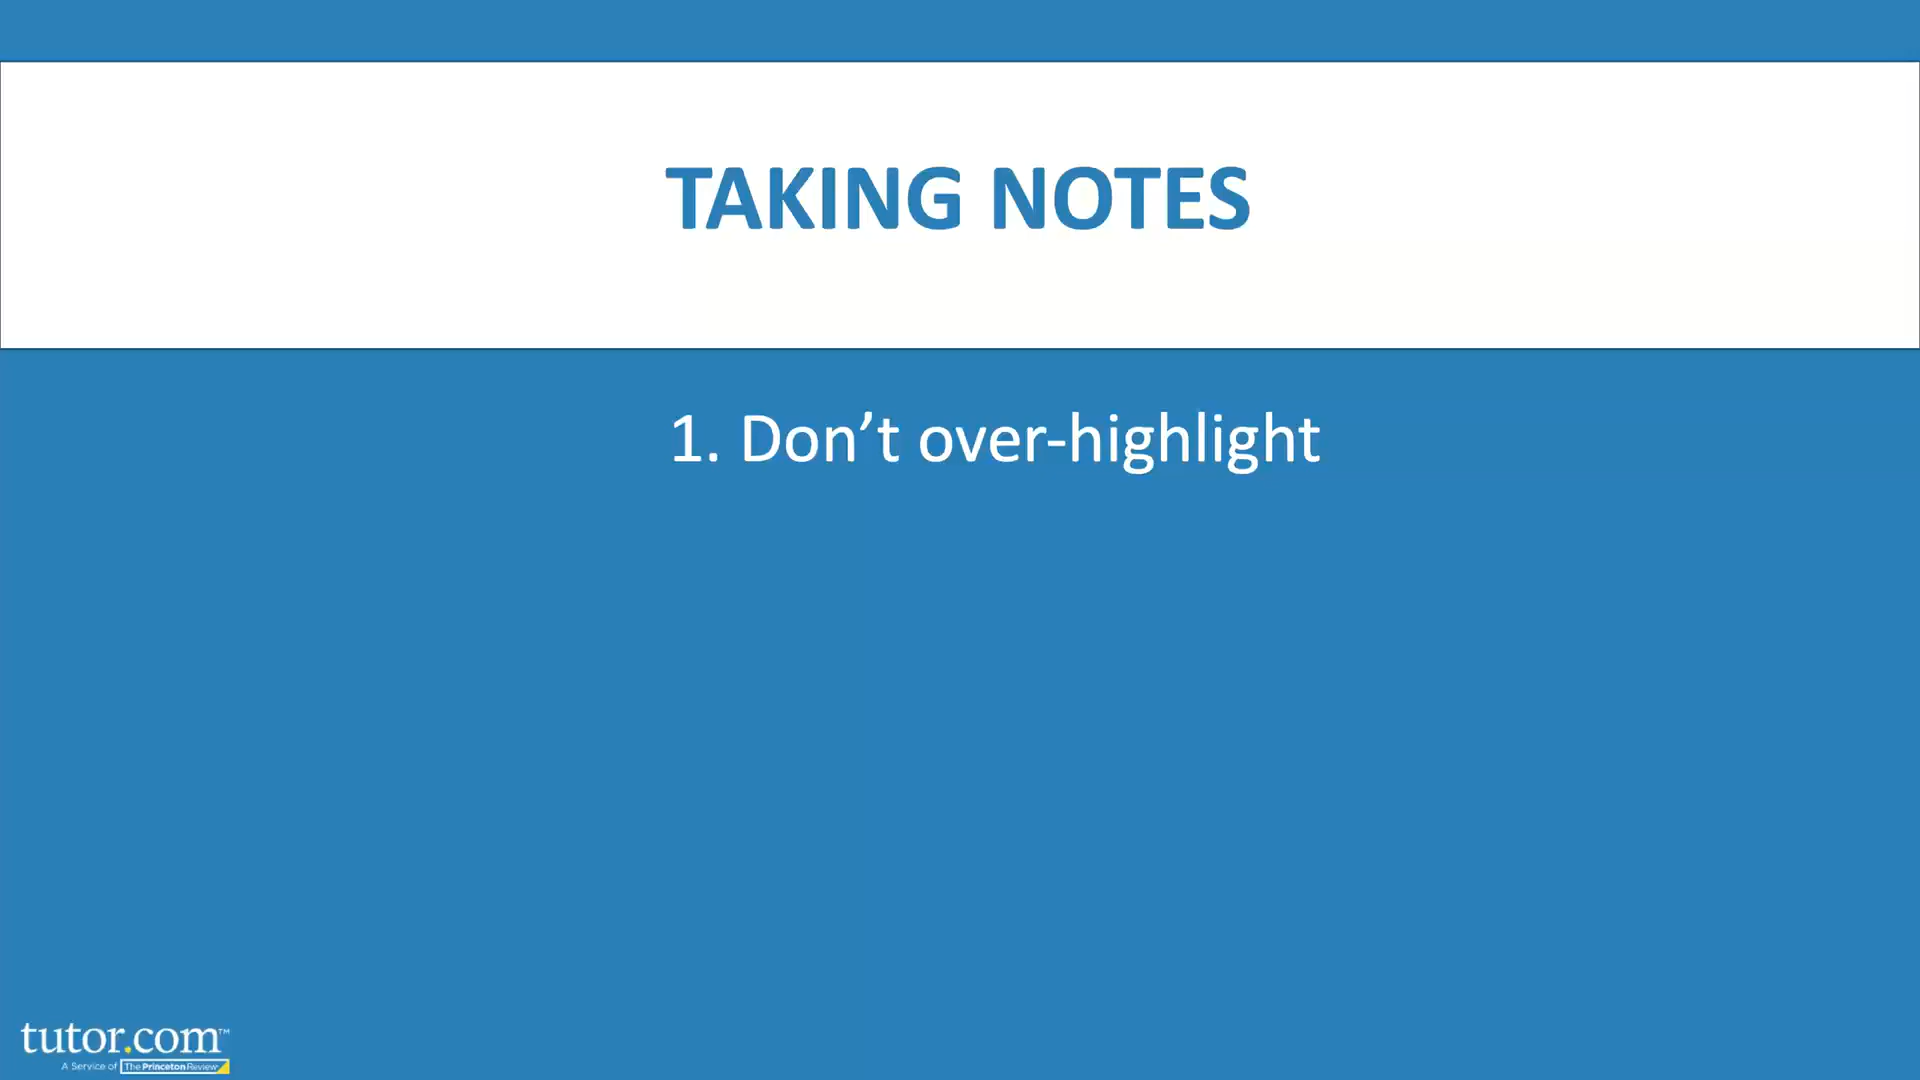 TAKING NOTES
1. Don’t over-highlight
tutor.com™
A Service of The Princeton Review